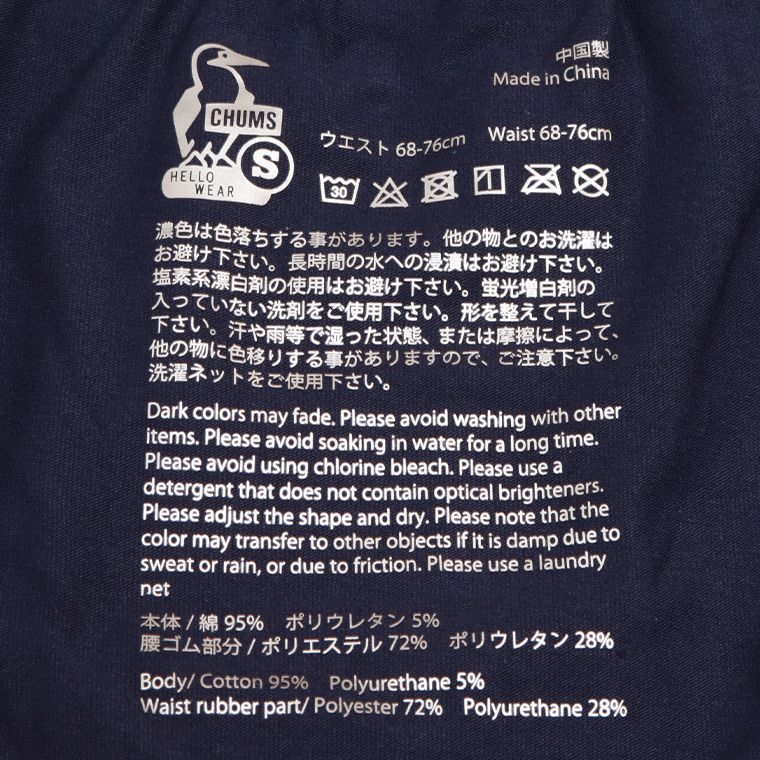 中国製
Made in China
CHUMS
S
HELLO
WEAR
ウエスト 68-76cm Waist 68-76cm
30
濃色は色落ちする事があります。他の物とのお洗濯は
お避け下さい。長時間の水への浸漬はお避け下さい。
塩素系漂白剤の使用はお避け下さい。蛍光増白剤の
入っていない洗剤をご使用下さい。形を整えて干して
下さい。汗や雨等で湿った状態、または摩擦によって、
他の物に色移りする事がありますので、ご注意下さい。
洗濯ネットをご使用下さい。
Dark colors may fade. Please avoid washing with other
items. Please avoid soaking in water for a long time.
Please avoid using chlorine bleach. Please use a
detergent that does not contain optical brighteners.
Please adjust the shape and dry. Please note that the
color may transfer to other objects if it is damp due to
sweat or rain, or due to friction. Please use a laundry
net
本体 / 綿 95% ポリウレタン 5%
腰ゴム部分 / ポリエステル 72% ポリウレタン 28%
Body/ Cotton 95% Polyurethane 5%
Waist rubber part/ Polyester 72% Polyurethane 28%